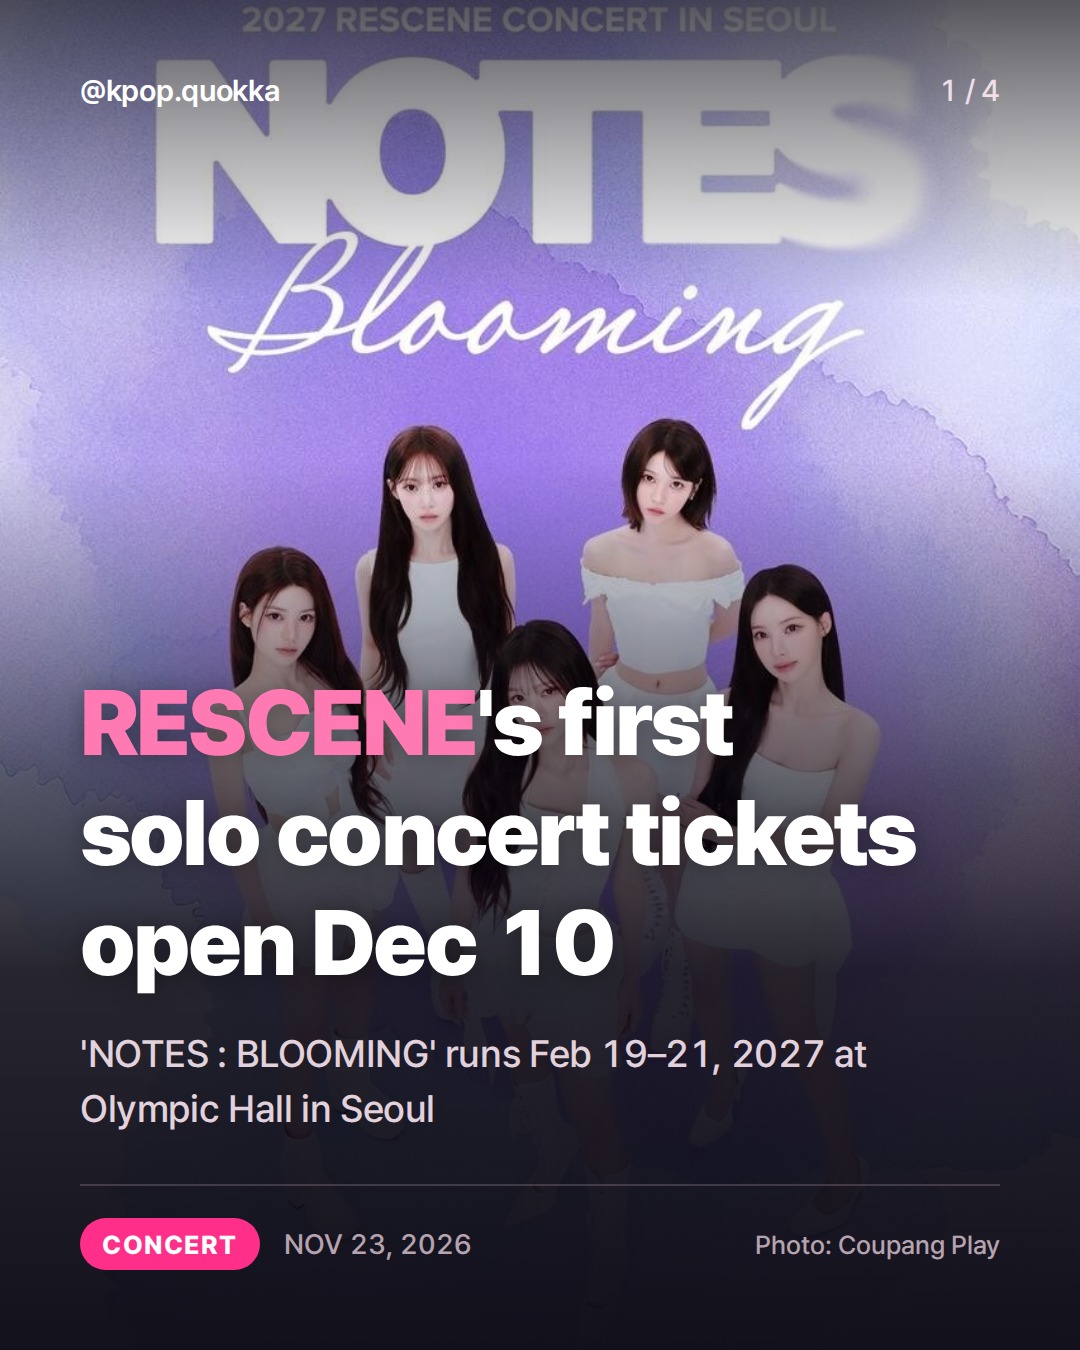 2027 RESCENE CONCERT IN SEOUL
@kpop.quokka
1 / 4
NOTES
Blooming
RESCENE's first
solo concert tickets
open Dec 10
'NOTES : BLOOMING' runs Feb 19–21, 2027 at
Olympic Hall in Seoul
CONCERT
NOV 23, 2026
Photo: Coupang Play